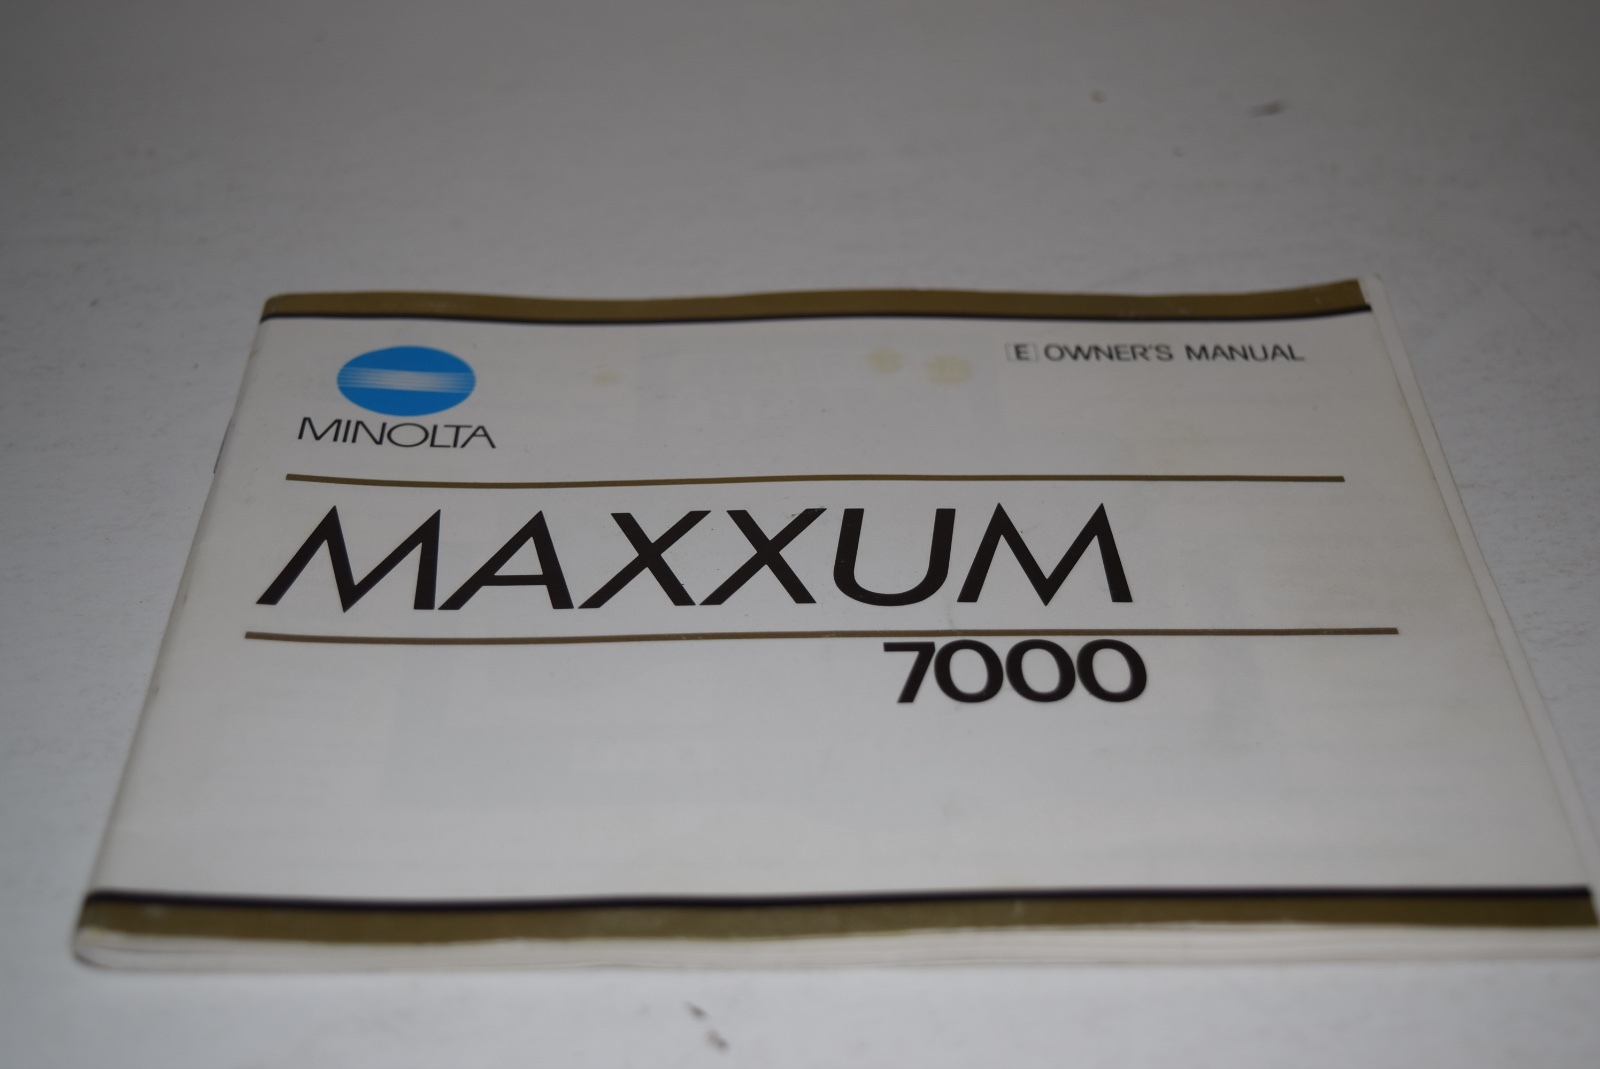 MINOLTA
E OWNER'S MANUAL
MAXXUM
7000